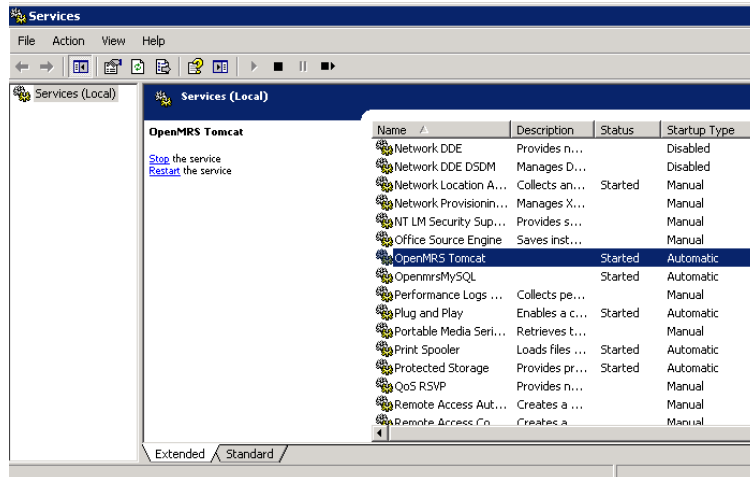 Services
File Action View Help
Services (Local)
Services (Local)
OpenMRS Tomcat
Stop the service
Restart the service
Name Description Status Startup Type
Network DDE Provides n... Disabled
Network DDE DSDM Manages D... Disabled
Network Location A... Collects an... Started Manual
Network Provisionin... Manages X... Manual
NT LM Security Sup... Provides s... Manual
Office Source Engine Saves inst... Manual
OpenMRS Tomcat Started Automatic
OpenmrsMySQL Started Automatic
Performance Logs ... Collects pe... Manual
Plug and Play Enables a c... Started Automatic
Portable Media Seri... Retrieves t... Manual
Print Spooler Loads files ... Started Automatic
Protected Storage Provides pr... Started Automatic
QoS RSVP Provides n... Manual
Remote Access Aut... Creates a ... Manual
Remote Access Co... Creates a ... Manual
Extended Standard